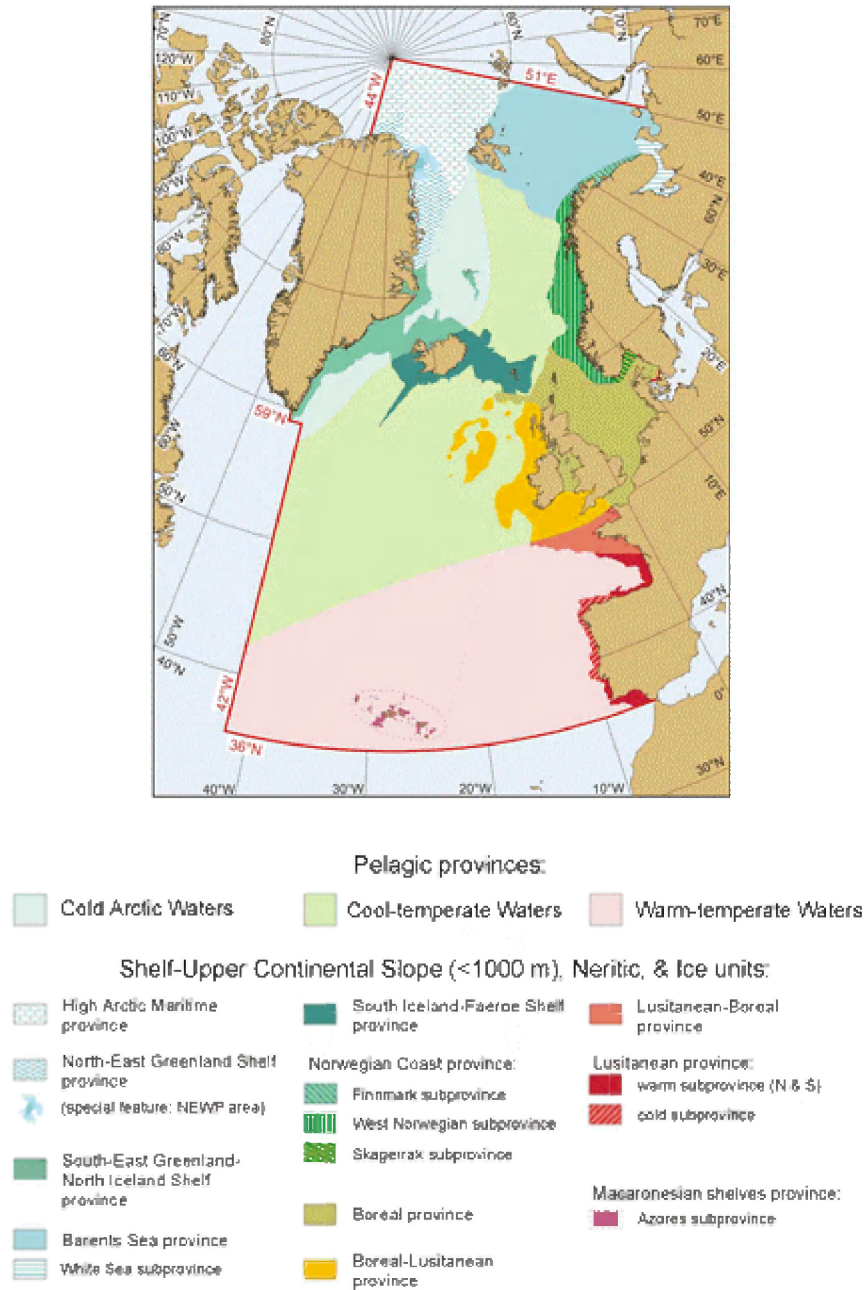 70°N
80°N
80°N
70°N
70°E
120°W
60°E
110°W
51°E
44°W
50°E
100°W
90°W
40°E
60°N
80°W
30°E
70°W
20°E
59°N
60°W
60°N
50°N
50°N
10°E
40°N
50°W
40°N
42°W
0°
36°N
30°N
40°W
30°W
20°W
10°W
Pelagic provinces:
Cold Arctic Waters
Cool-temperate Waters
Warm-temperate Waters
Shelf-Upper Continental Slope (<1000 m), Neritic, & Ice units:
High Arctic Maritime
province
North-East Greenland Shelf
province
(special feature: NEWP area)
South-East Greenland-
North Iceland Shelf
province
Barents Sea province
White Sea subprovince
South Iceland-Faeroe Shelf
province
Norwegian Coast province:
Finnmark subprovince
West Norwegian subprovince
Skagerrak subprovince
Boreal province
Boreal-Lusitanean
province
Lusitanean-Boreal
province
Lusitanean province:
warm subprovince (N & S)
cold subprovince
Macaronesian shelves province:
Azores subprovince